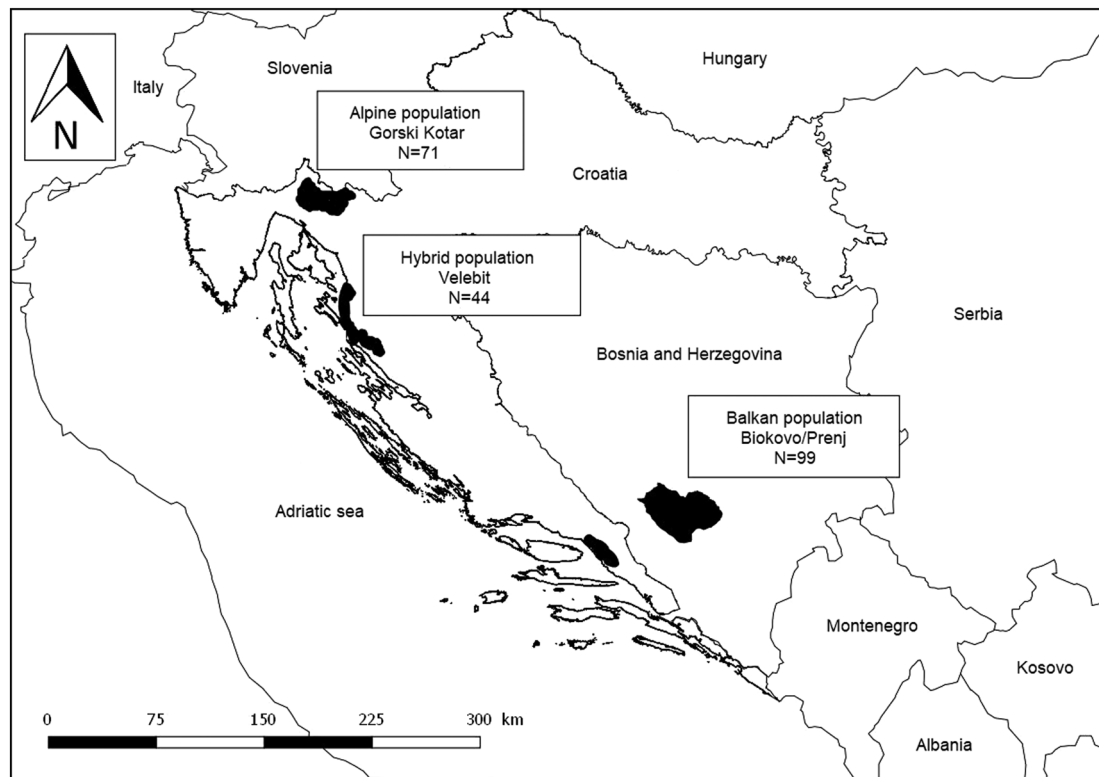 Hungary
Slovenia
Italy
N
Alpine population
Gorski Kotar
N=71
Croatia
Hybrid population
Velebit
N=44
Serbia
Bosnia and Herzegovina
Balkan population
Biokovo/Prenj
N=99
Adriatic sea
Montenegro
Kosovo
Albania
0 75 150 225 300 km